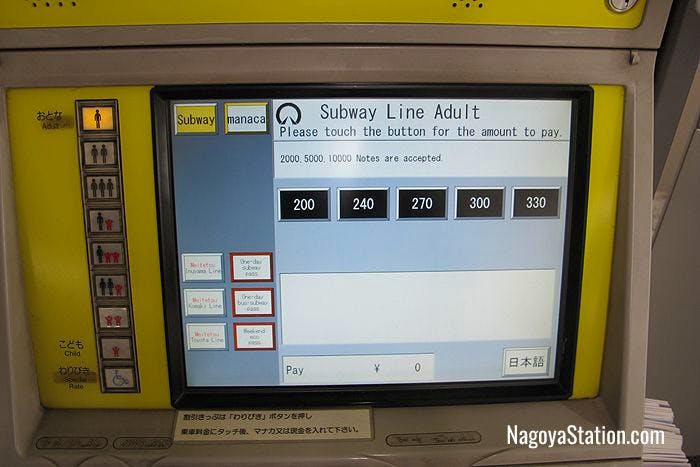 おとな
Adult
Subway
manaca
Subway Line Adult
Please touch the button for the amount to pay.
2000,5000,10000 Notes are accepted.
200
240
270
300
330
Meitetsu
Inuyama Line
One-day
subway
pass
Meitetsu
Komaki Line
One-day
bus-subway
pass
Meitetsu
Toyota Line
Weekend
eco
pass
Pay ¥ 0
日本語
こども
Child
わりびき
Special
Rate
割引きっぷは「わりびき」ボタンを押し
乗車料金にタッチ後、マナカ又は現金を入れて下さい。
NagoyaStation.com